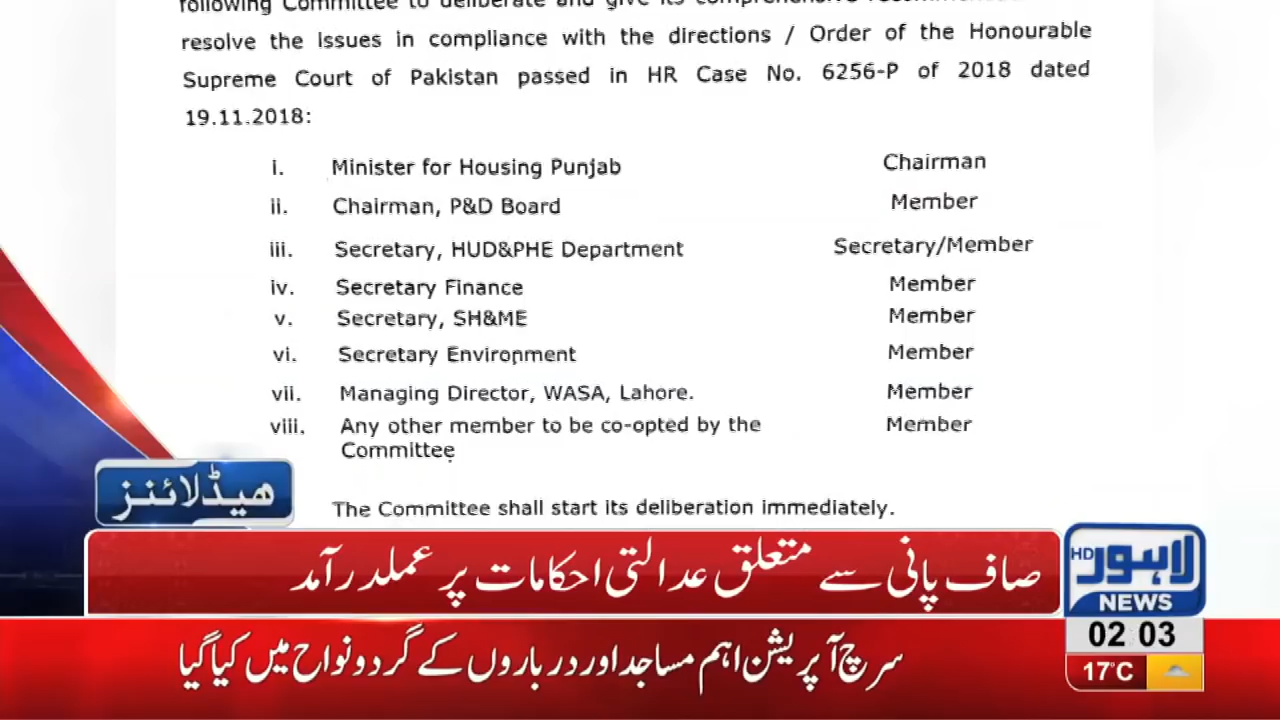 following Committee to deliberate and give its comprehensive
resolve the issues in compliance with the directions / Order of the Honourable
Supreme Court of Pakistan passed in HR Case No. 6256-P of 2018 dated
19.11.2018:
i. Minister for Housing Punjab Chairman
ii. Chairman, P&D Board Member
iii. Secretary, HUD&PHE Department Secretary/Member
iv. Secretary Finance Member
v. Secretary, SH&ME Member
vi. Secretary Environment Member
vii. Managing Director, WASA, Lahore. Member
viii. Any other member to be co-opted by the Member
Committee
The Committee shall start its deliberation immediately.
ھیڈلائنز
صاف پانی سے متعلق عدالتی احکامات پر عملدرآمد
HD لاہور
NEWS
02 03
17°C
سرچ آپریشن اہم مساجد اور درباروں کے گردونواح میں کیا گیا